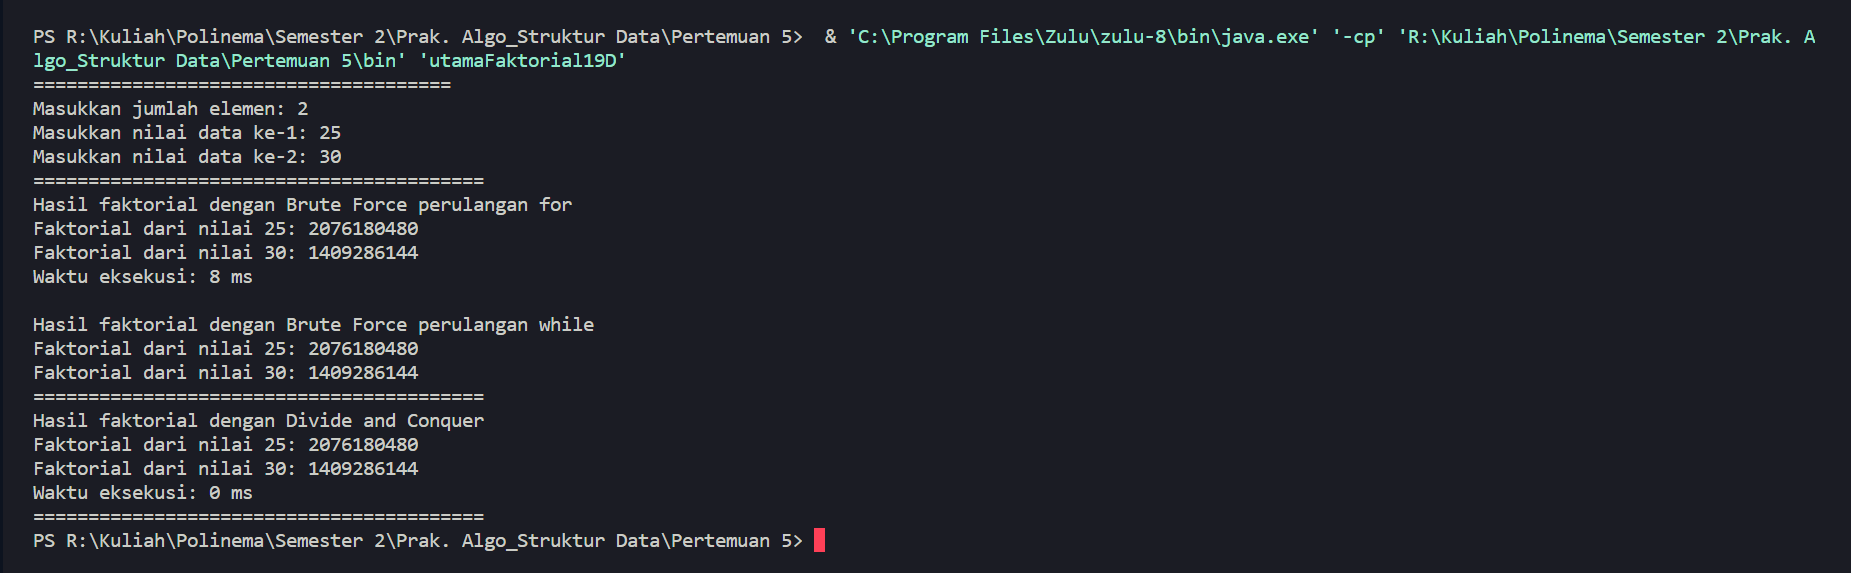 PS R:\Kuliah\Polinema\Semester 2\Prak. Algo_Struktur Data\Pertemuan 5>  & 'C:\Program Files\Zulu\zulu-8\bin\java.exe' '-cp' 'R:\Kuliah\Polinema\Semester 2\Prak. A
lgo_Struktur Data\Pertemuan 5\bin' 'utamaFaktorial19D'
======================================
Masukkan jumlah elemen: 2
Masukkan nilai data ke-1: 25
Masukkan nilai data ke-2: 30
=========================================
Hasil faktorial dengan Brute Force perulangan for
Faktorial dari nilai 25: 2076180480
Faktorial dari nilai 30: 1409286144
Waktu eksekusi: 8 ms

Hasil faktorial dengan Brute Force perulangan while
Faktorial dari nilai 25: 2076180480
Faktorial dari nilai 30: 1409286144
=========================================
Hasil faktorial dengan Divide and Conquer
Faktorial dari nilai 25: 2076180480
Faktorial dari nilai 30: 1409286144
Waktu eksekusi: 0 ms
=========================================
PS R:\Kuliah\Polinema\Semester 2\Prak. Algo_Struktur Data\Pertemuan 5>